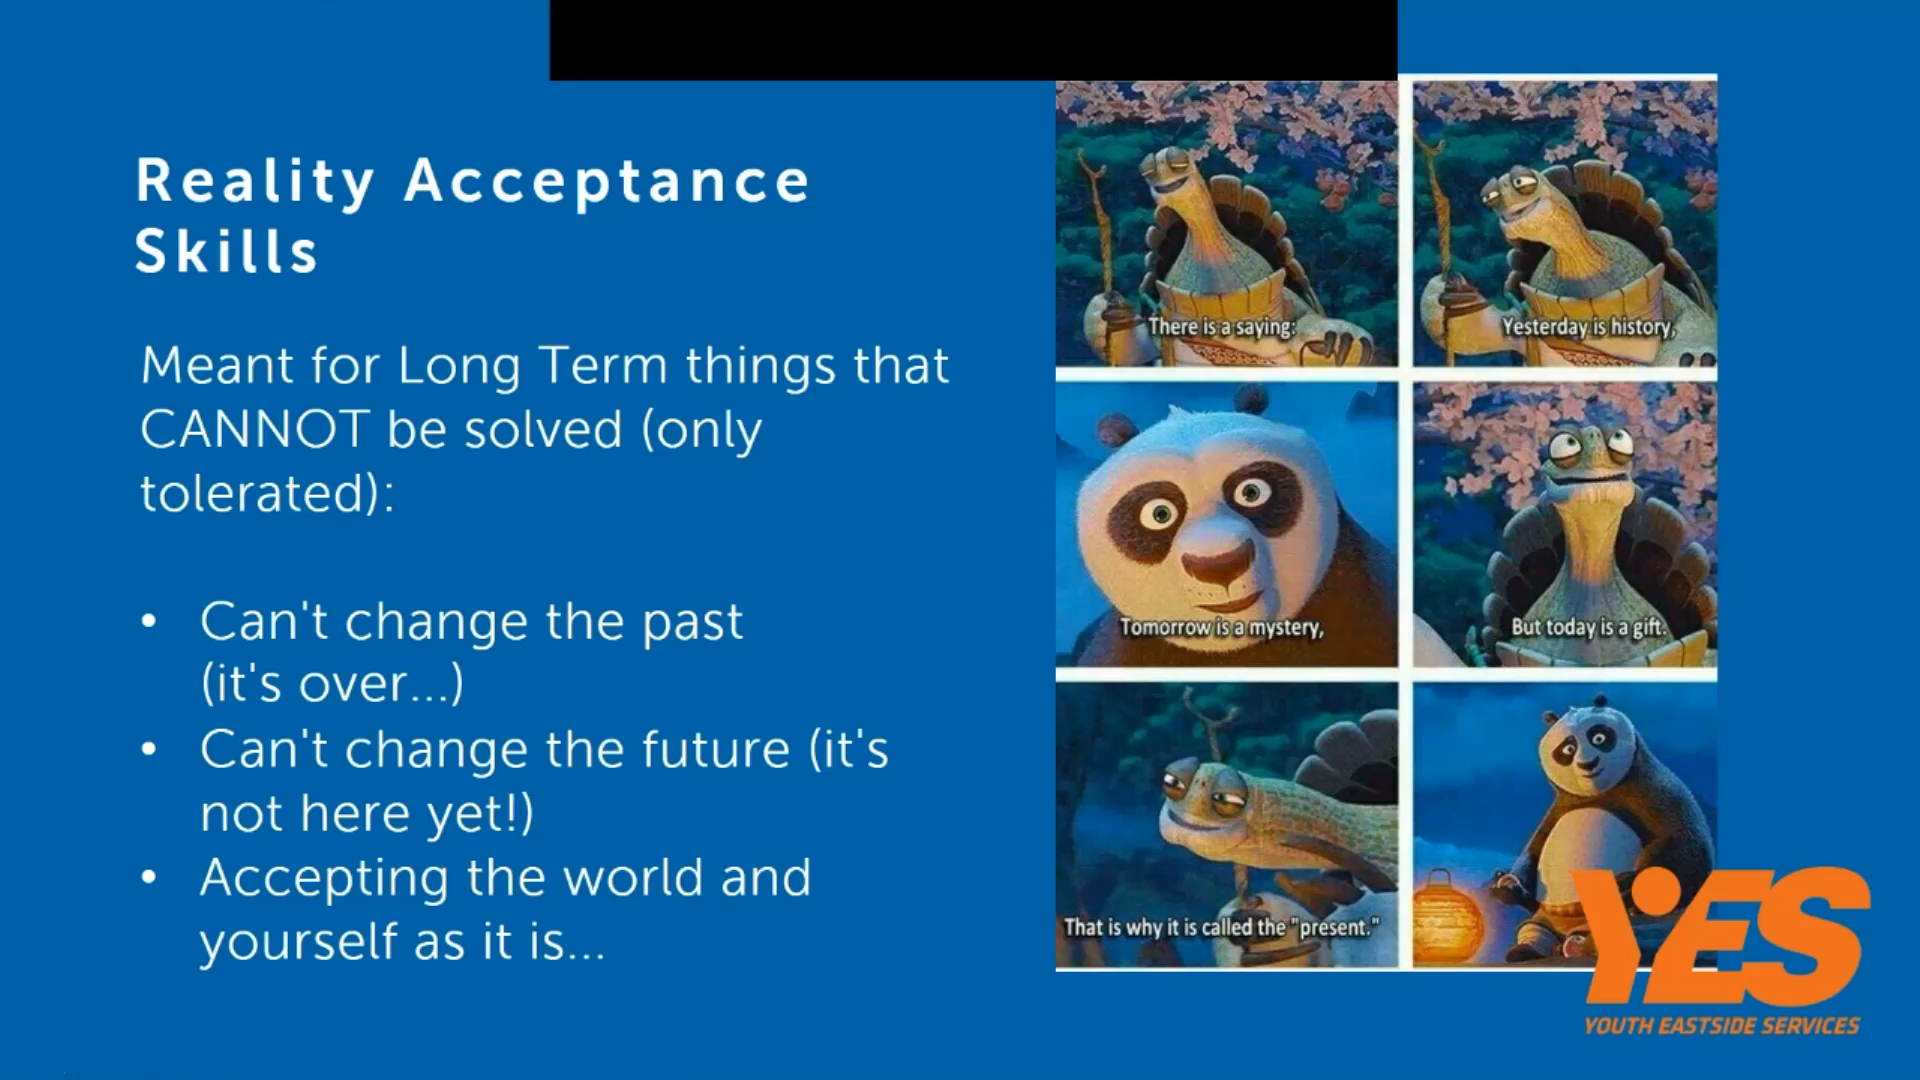 Reality Acceptance
Skills
Meant for Long Term things that
CANNOT be solved (only
tolerated):
• Can't change the past
(it's over...)
• Can't change the future (it's
not here yet!)
• Accepting the world and
yourself as it is...
There is a saying:
Yesterday is history,
Tomorrow is a mystery,
But today is a gift.
That is why it is called the "present."
YES
YOUTH EASTSIDE SERVICES